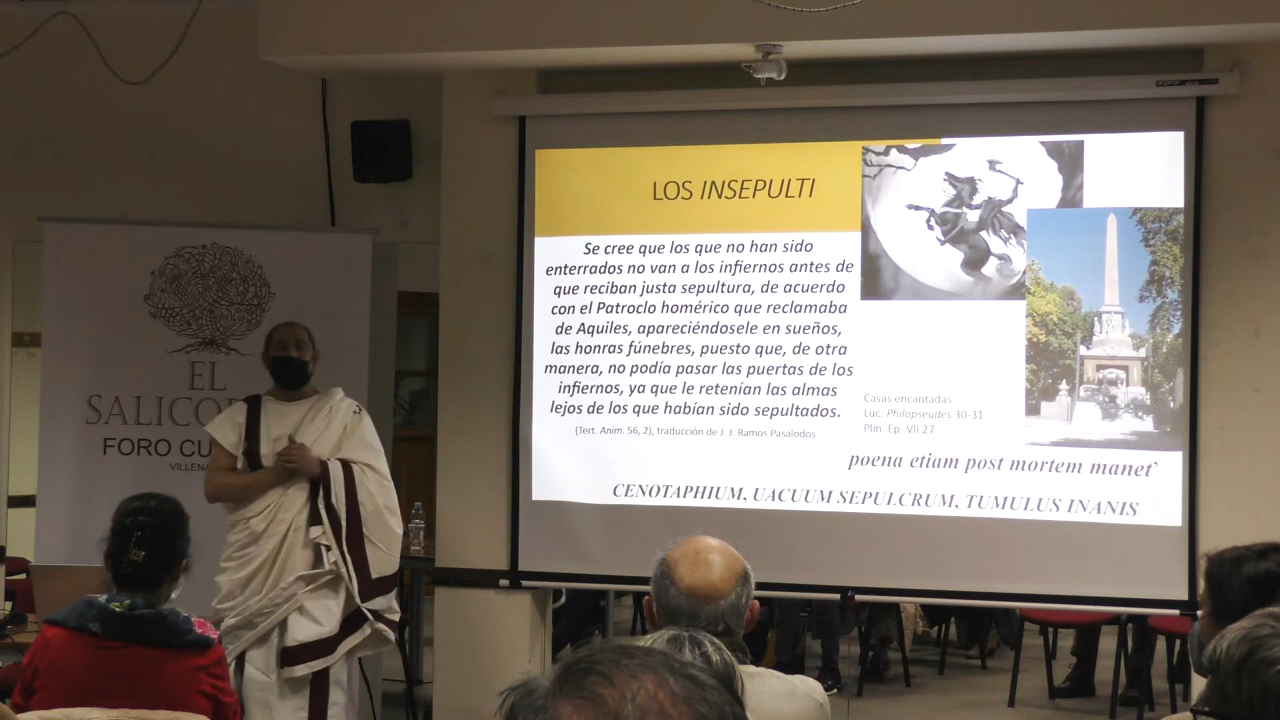 EL
SALICO
FORO CU
VILLENA
LOS INSEPULTI
Se cree que los que no han sido
enterrados no van a los infiernos antes de
que reciban justa sepultura, de acuerdo
con el Patroclo homérico que reclamaba
de Aquiles, apareciéndosele en sueños,
las honras fúnebres, puesto que, de otra
manera, no podía pasar las puertas de los
infiernos, ya que le retenían las almas
lejos de los que habían sido sepultados.
(Tert. Anim. 56, 2), traducción de J. J. Ramos Pasalodos.
Casas encantadas
Luc. Philopseudes 30-31
Plin. Ep. VII 27
poena etiam post mortem manet’
CENOTAPHIUM, UACUUM SEPULCRUM, TUMULUS INANIS